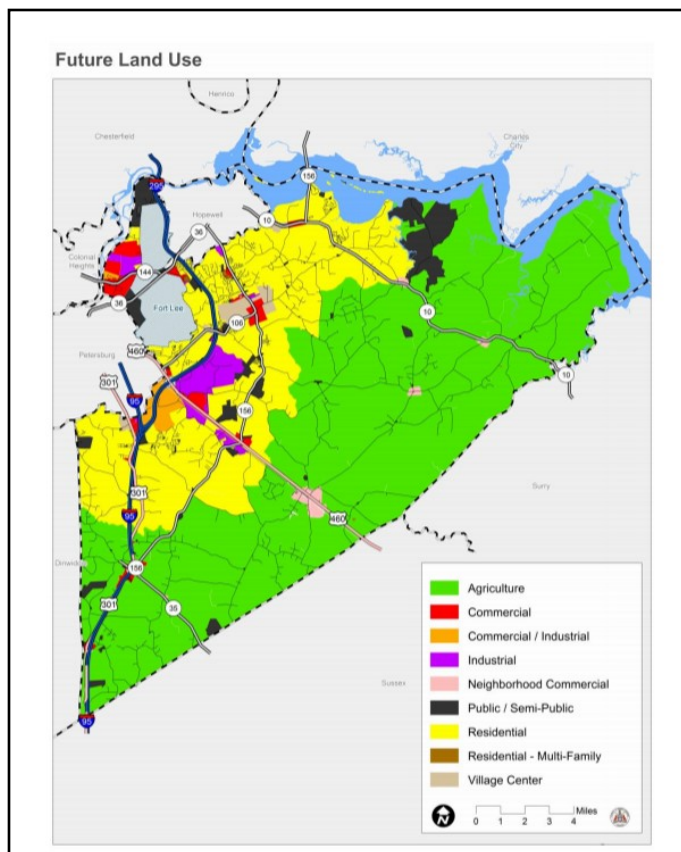 Future Land Use
Henrico
Chesterfield
Charles
City
295
156
10
Hopewell
36
Colonial
Heights
144
36
Fort Lee
10
106
Petersburg
460
301
10
95
156
Surry
301
460
95
Dinwiddie
156
301
35
Sussex
95
Agriculture
Commercial
Commercial / Industrial
Industrial
Neighborhood Commercial
Public / Semi-Public
Residential
Residential - Multi-Family
Village Center
N
Miles
0 1 2 3 4